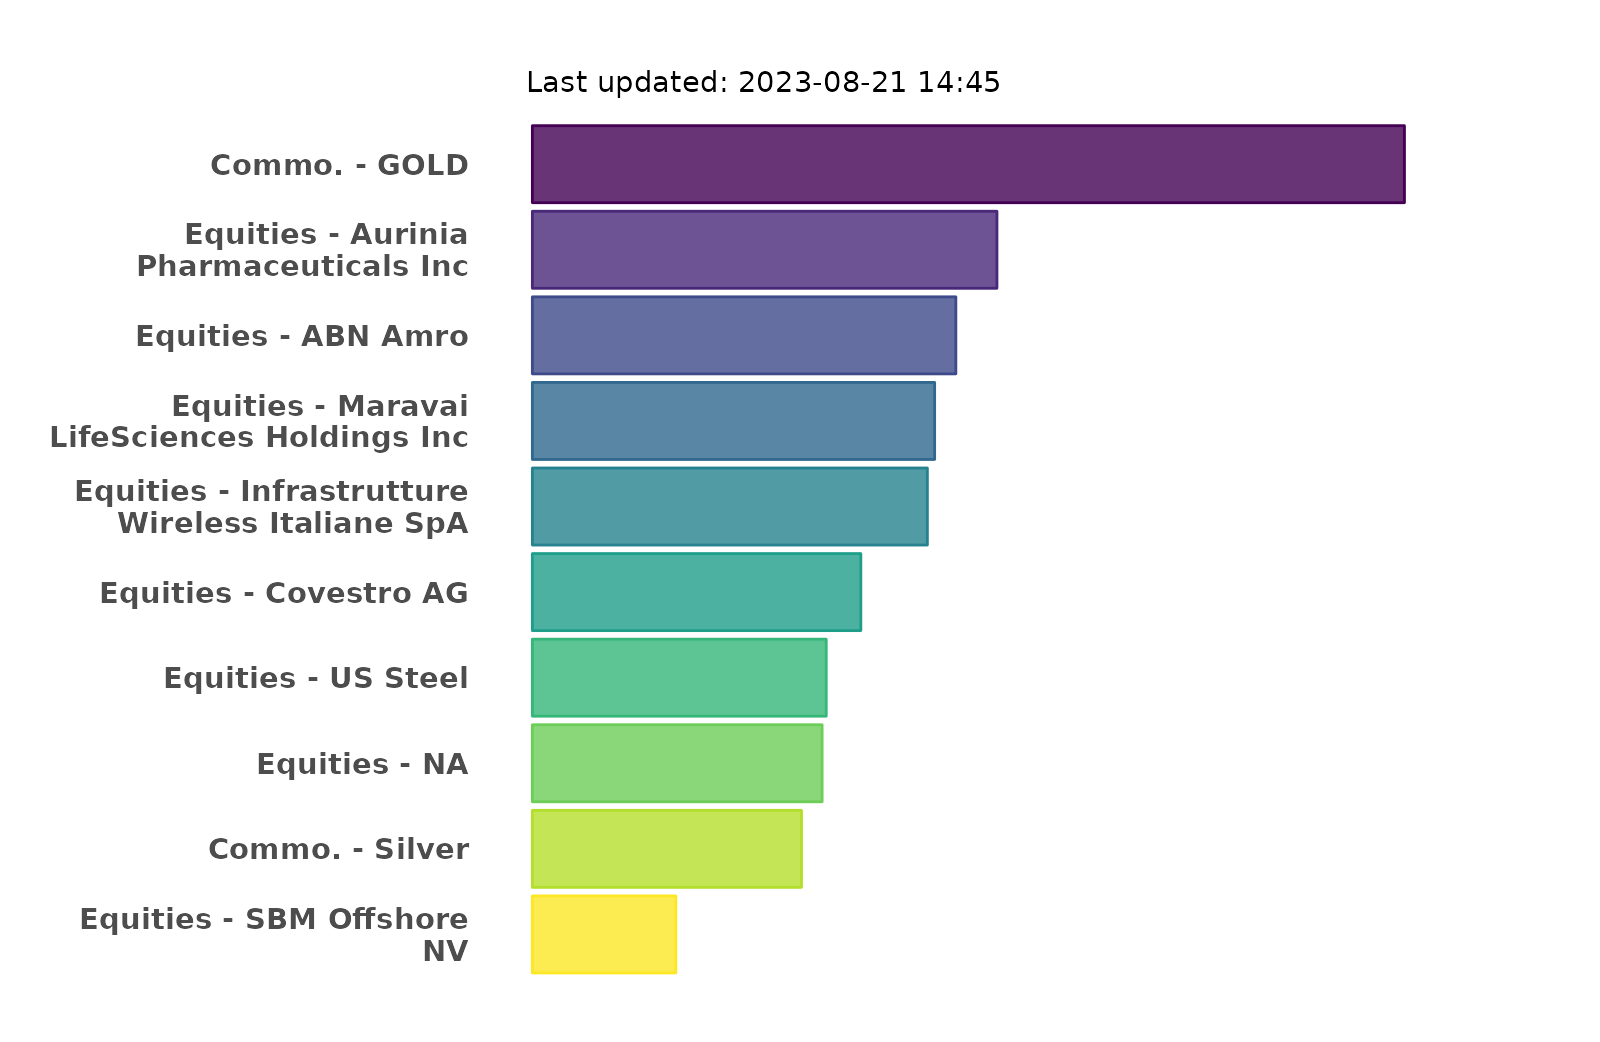 Last updated: 2023-08-21 14:45
Commo. - GOLD
Equities - Aurinia
Pharmaceuticals Inc
Equities - ABN Amro
Equities - Maravai
LifeSciences Holdings Inc
Equities - Infrastrutture
Wireless Italiane SpA
Equities - Covestro AG
Equities - US Steel
Equities - NA
Commo. - Silver
Equities - SBM Offshore
NV